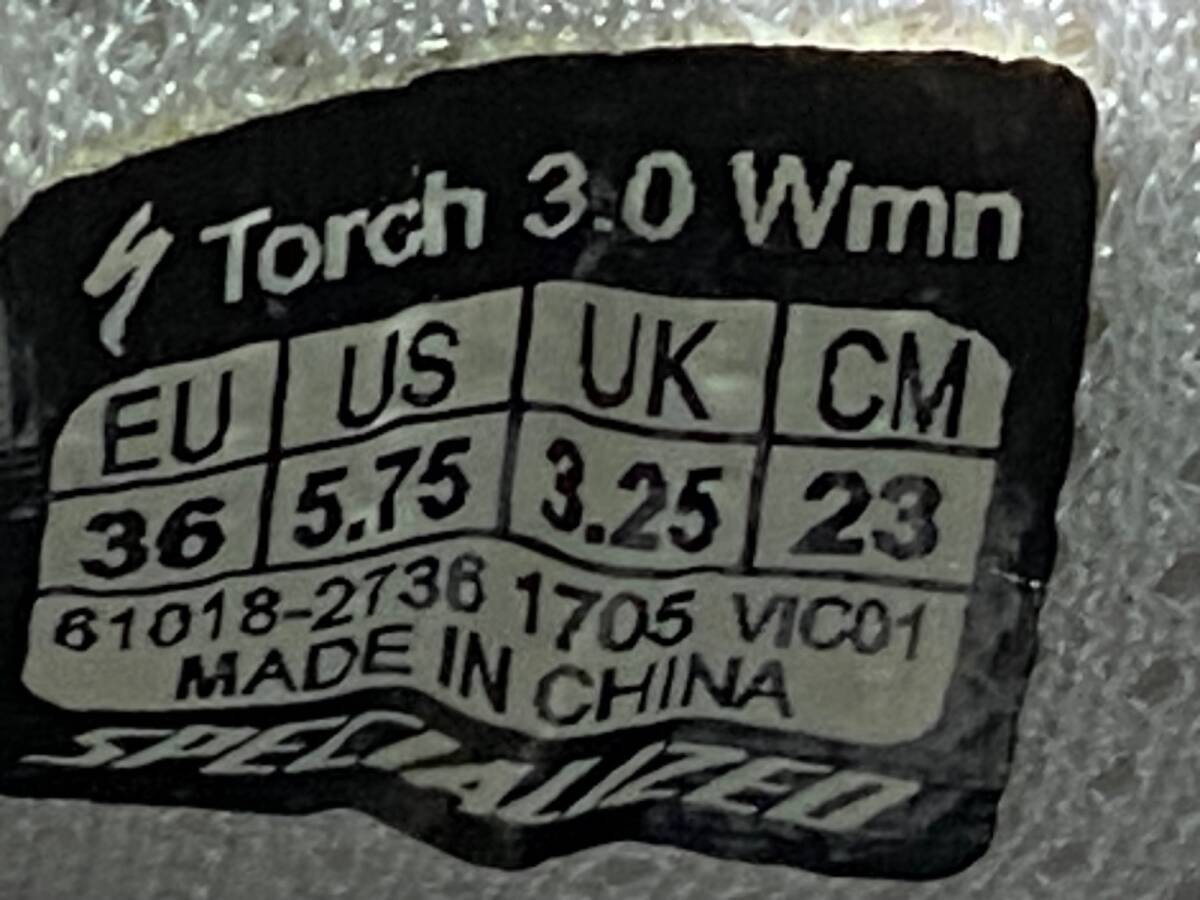 Torch 3.0 Wmn
EU US UK CM
36 5.75 3.25 23
61018-2736 1705 VIC01
MADE IN CHINA
SPECIALIZED